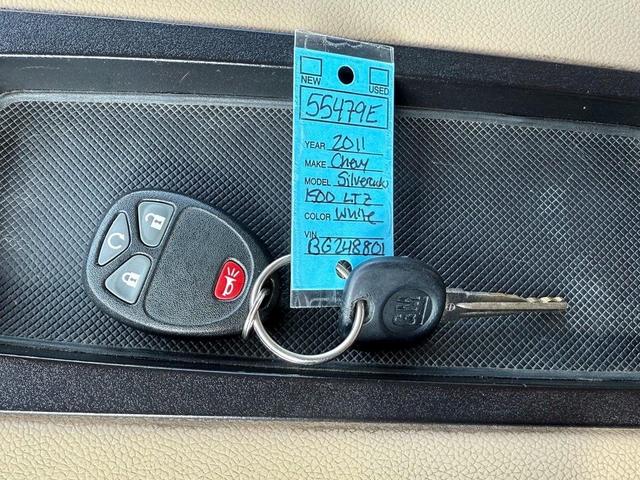 NEW USED
55479E
YEAR 2011
MAKE Chevy
MODEL Silverado
1500 LTZ
COLOR White
VIN
BG248801
GM